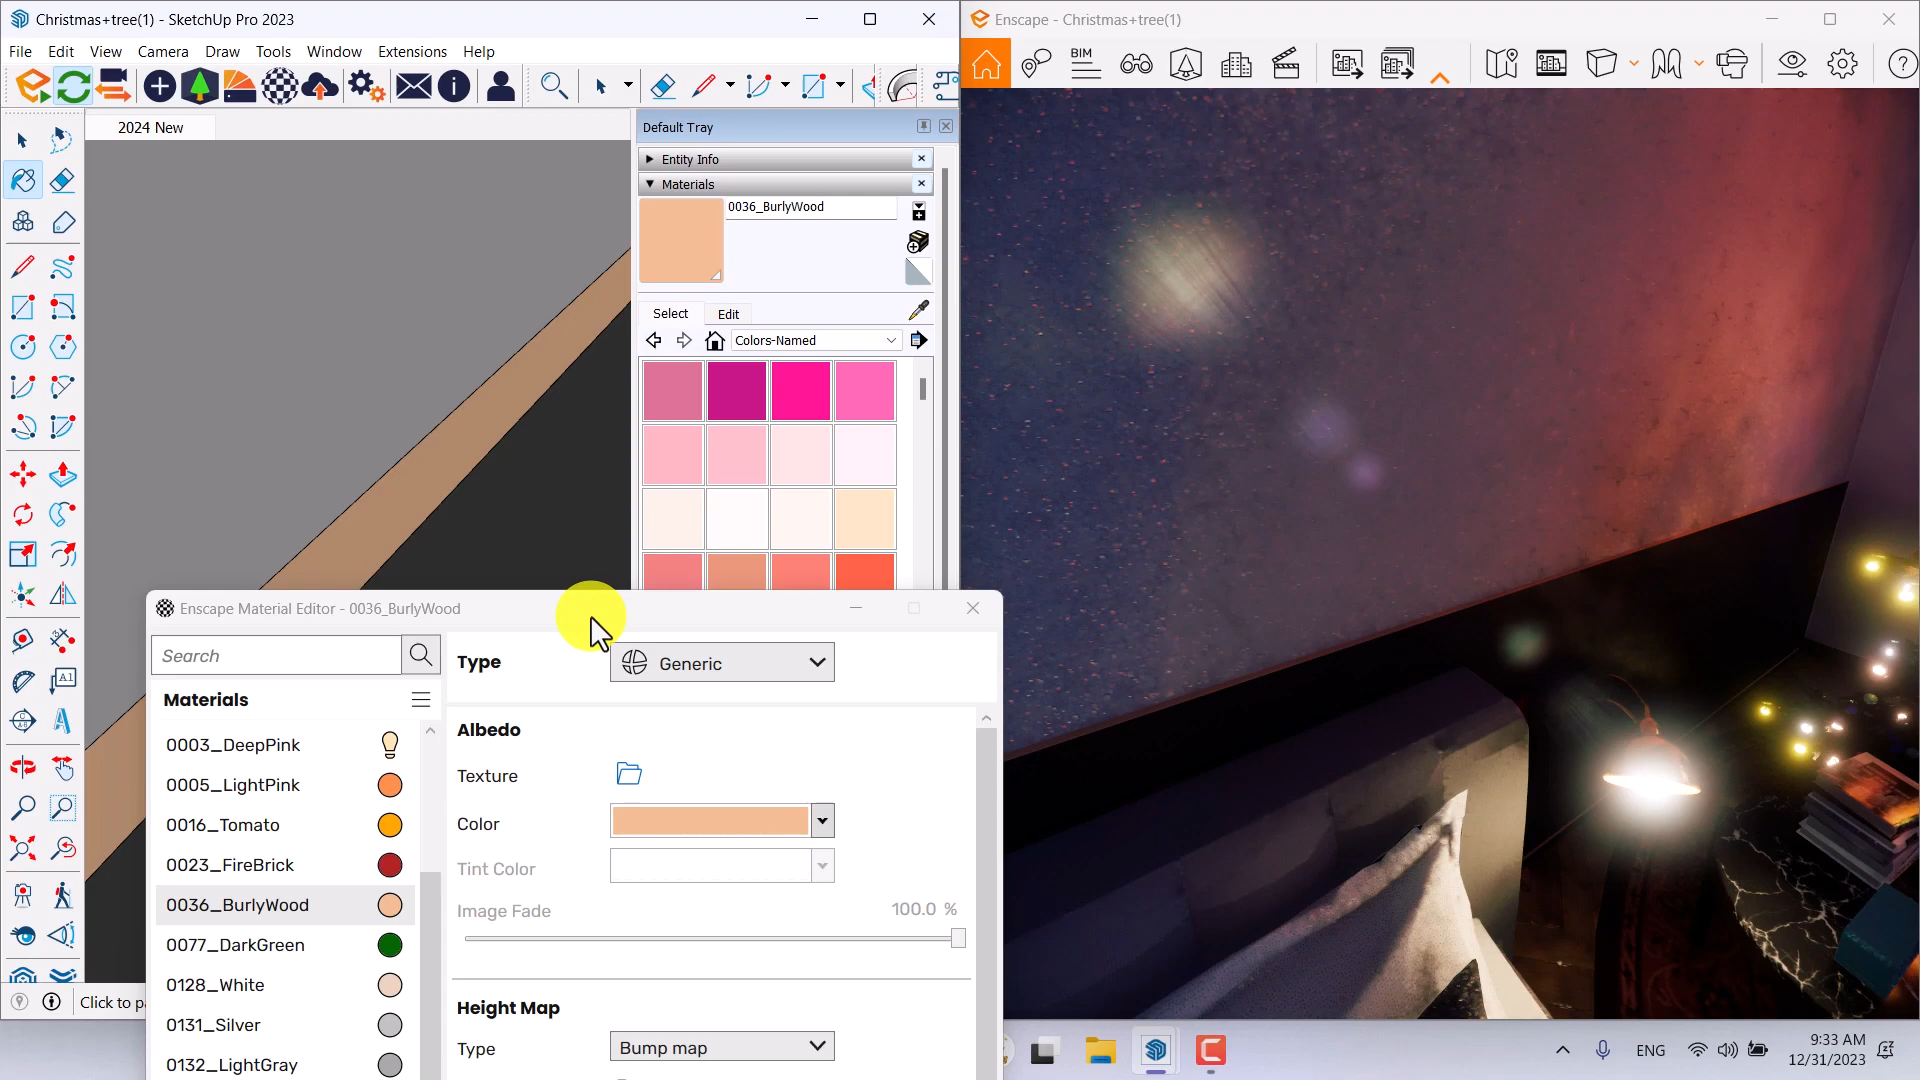 Christmas+tree(1) - SketchUp Pro 2023
Enscape - Christmas+tree(1)
File Edit View Camera Draw Tools Window Extensions Help
BIM
2024 New
Default Tray
Entity Info
Materials
0036_BurlyWood
Select Edit
Colors-Named
Enscape Material Editor - 0036_BurlyWood
Search
Type
Generic
Materials
Albedo
0003_DeepPink
Texture
0005_LightPink
0016_Tomato
Color
0023_FireBrick
Tint Color
0036_BurlyWood
Image Fade
100.0 %
0077_DarkGreen
0128_White
0131_Silver
0132_LightGray
Height Map
Type
Bump map
Click to p
ENG
9:33 AM
12/31/2023